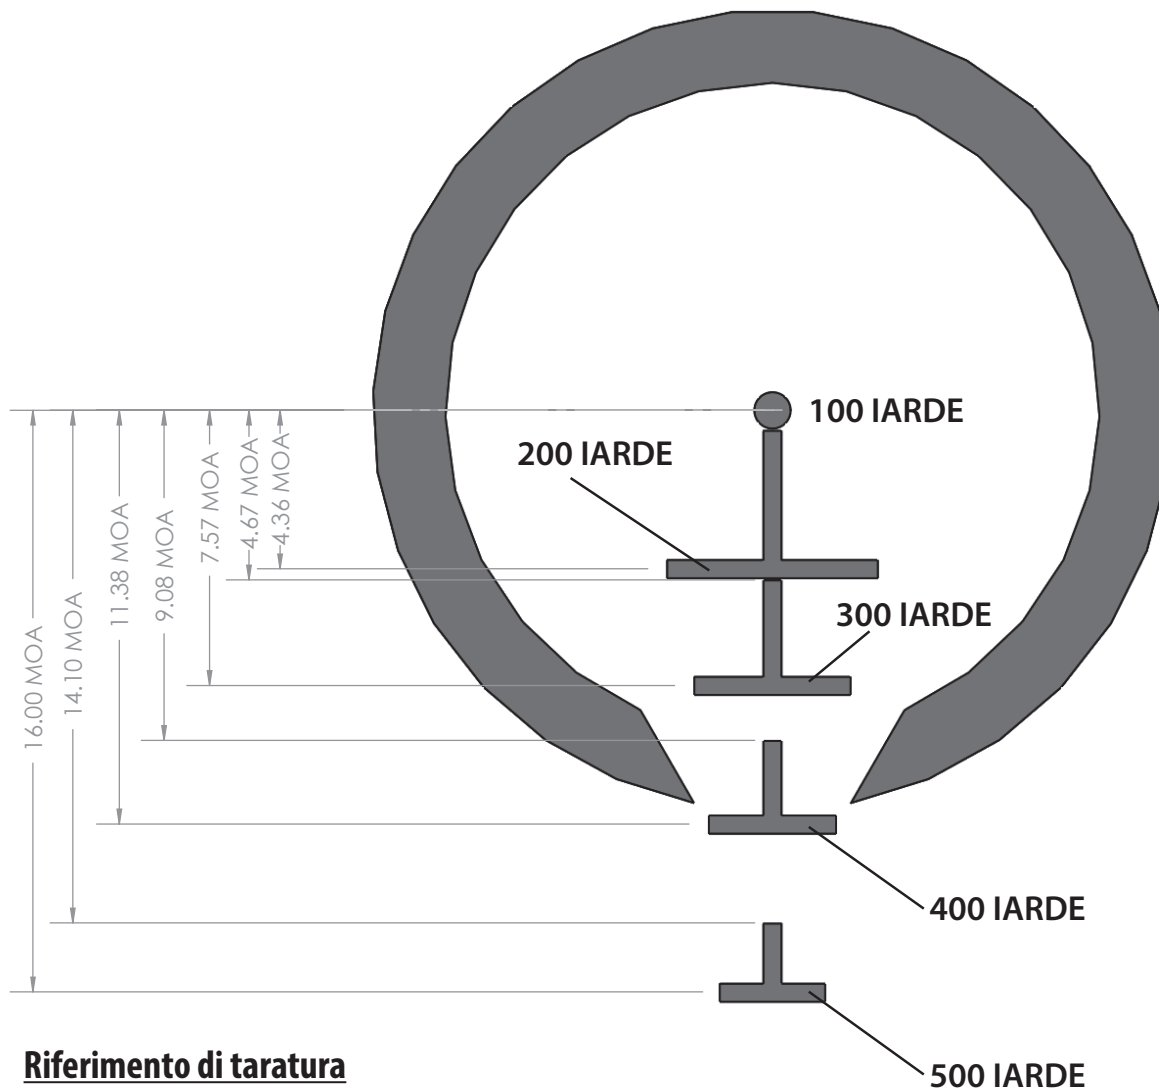 100 IARDE
200 IARDE
300 IARDE
400 IARDE
500 IARDE
16.00 MOA
14.10 MOA
11.38 MOA
9.08 MOA
7.57 MOA
4.67 MOA
4.36 MOA
Riferimento di taratura